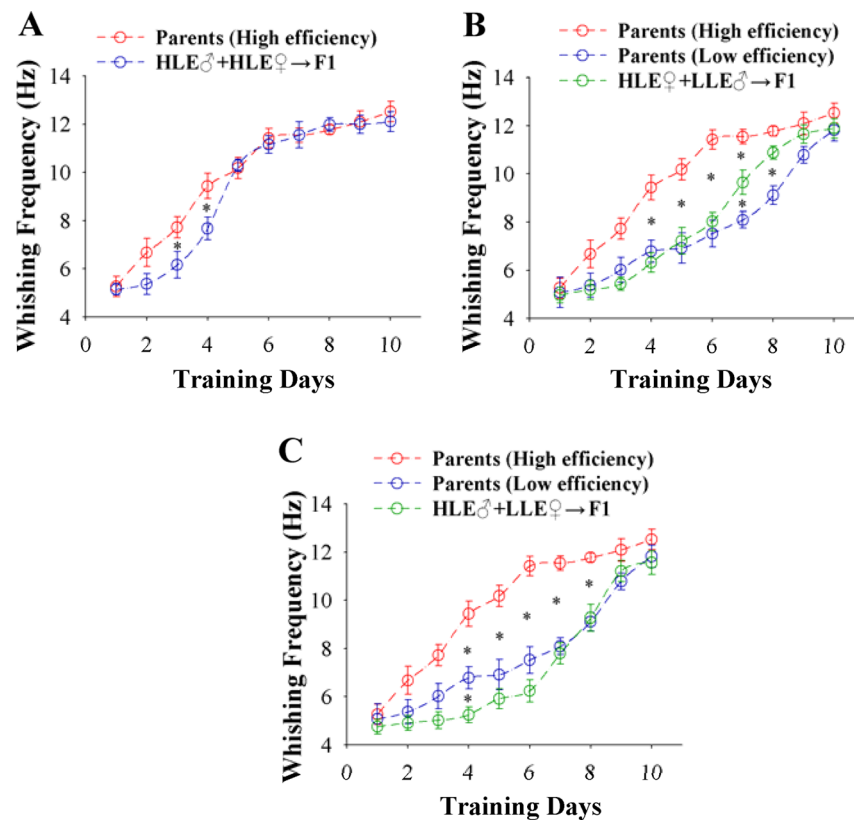 A
Parents (High efficiency)
HLE♂+HLE♀→F1
Whishing Frequency (Hz)
14
12
10
8
6
4
*
*
0 2 4 6 8 10
Training Days
B
Parents (High efficiency)
Parents (Low efficiency)
HLE♀+LLE♂→F1
Whishing Frequency (Hz)
14
12
10
8
6
4
* * * * * * *
0 2 4 6 8 10
Training Days
C
Parents (High efficiency)
Parents (Low efficiency)
HLE♂+LLE♀→F1
Whishing Frequency (Hz)
14
12
10
8
6
4
* * * * * *
0 2 4 6 8 10
Training Days